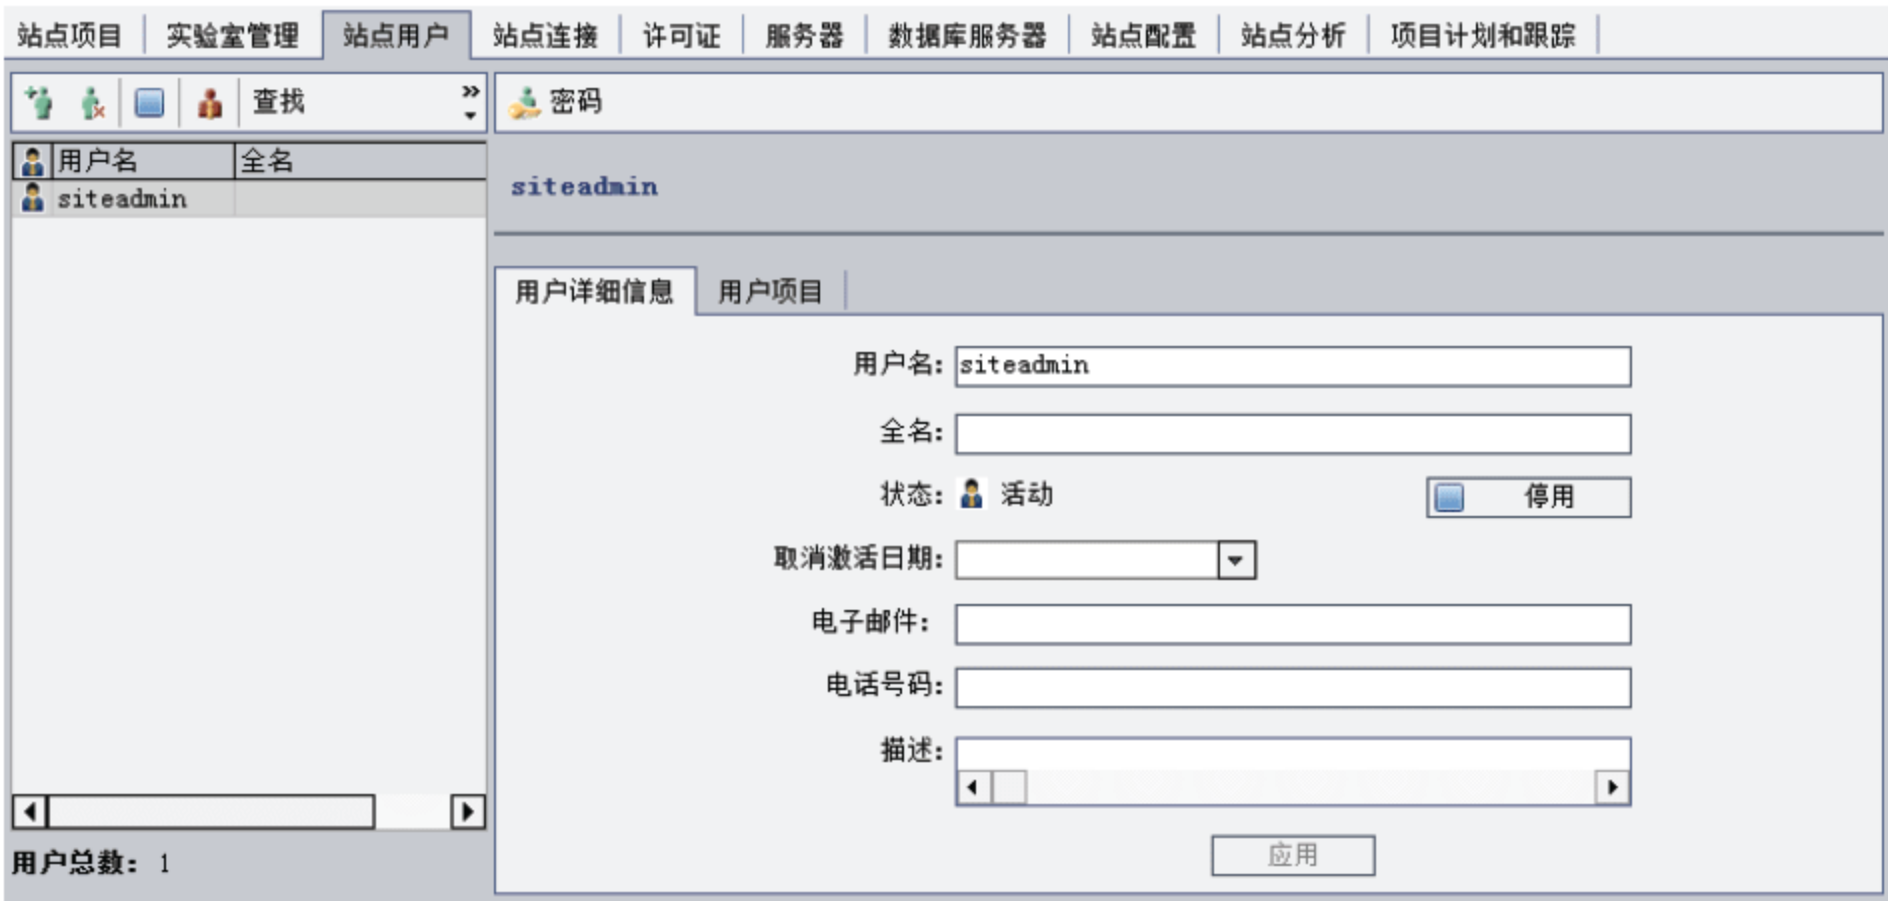 站点项目 实验室管理 站点用户 站点连接 许可证 服务器 数据库服务器 站点配置 站点分析 项目计划和跟踪
查找
密码
用户名 全名
siteadmin
siteadmin
用户详细信息 用户项目
用户名: siteadmin
全名:
状态: 活动 停用
取消激活日期:
电子邮件:
电话号码:
描述:
应用
用户总数: 1